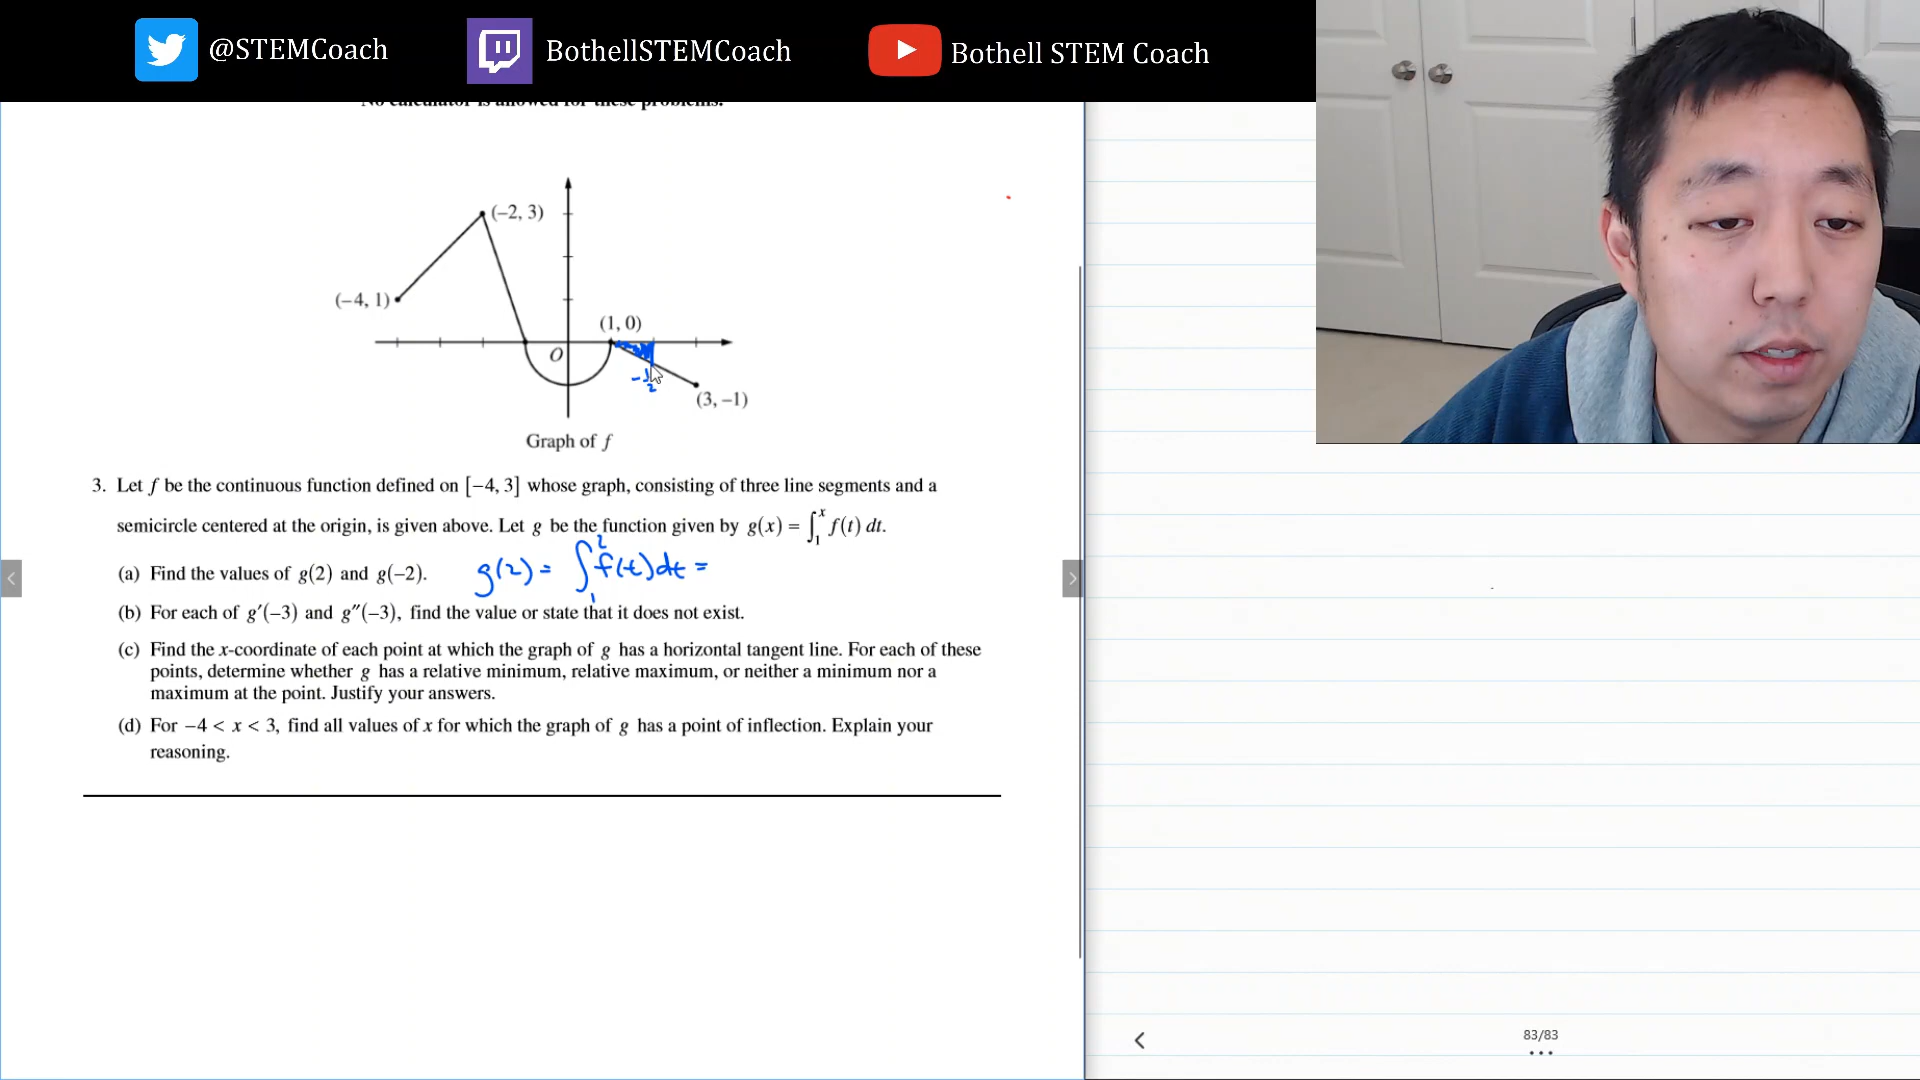 @STEMCoach
BothellSTEMCoach
Bothell STEM Coach
No calculator is allowed for these problems.
(−2, 3)
(−4, 1)
(1, 0)
O
−1/2
(3, −1)
Graph of f
3. Let f be the continuous function defined on [−4, 3] whose graph, consisting of three line segments and a
semicircle centered at the origin, is given above. Let g be the function given by g(x) = ∫₁ˣ f(t) dt.
(a) Find the values of g(2) and g(−2). g(2) = ∫₁² f(t)dt =
(b) For each of g′(−3) and g″(−3), find the value or state that it does not exist.
(c) Find the x-coordinate of each point at which the graph of g has a horizontal tangent line. For each of these
points, determine whether g has a relative minimum, relative maximum, or neither a minimum nor a
maximum at the point. Justify your answers.
(d) For −4 < x < 3, find all values of x for which the graph of g has a point of inflection. Explain your
reasoning.
83/83